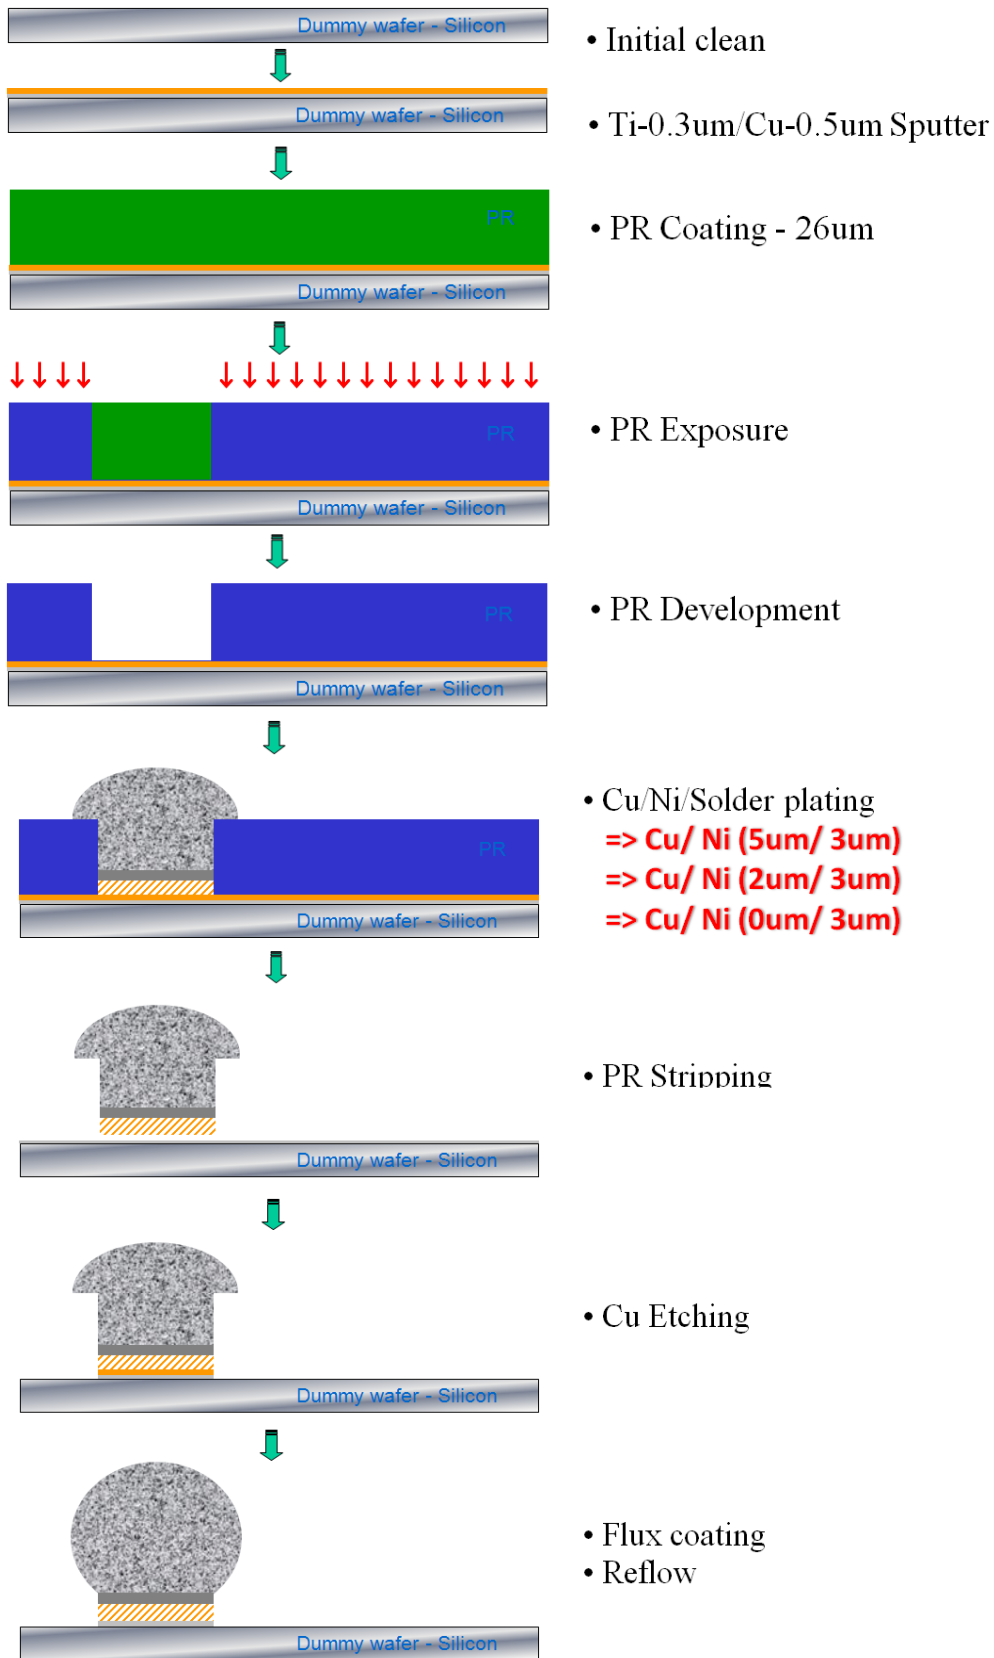 Dummy wafer - Silicon
• Initial clean
Dummy wafer - Silicon
• Ti-0.3um/Cu-0.5um Sputter
PR
• PR Coating - 26um
Dummy wafer - Silicon
PR
• PR Exposure
Dummy wafer - Silicon
PR
• PR Development
Dummy wafer - Silicon
• Cu/Ni/Solder plating
=> Cu/ Ni (5um/ 3um)
PR
=> Cu/ Ni (2um/ 3um)
=> Cu/ Ni (0um/ 3um)
Dummy wafer - Silicon
• PR Stripping
Dummy wafer - Silicon
• Cu Etching
Dummy wafer - Silicon
• Flux coating
• Reflow
Dummy wafer - Silicon